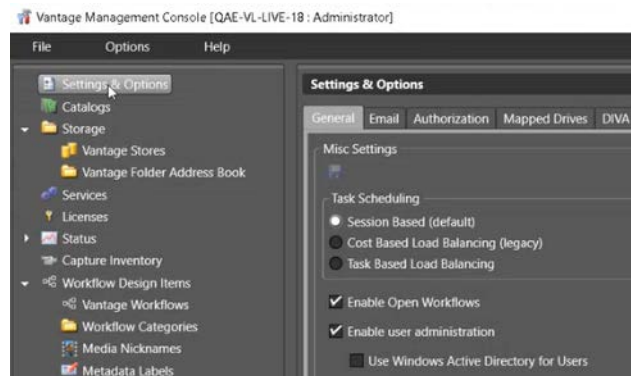 Vantage Management Console [QAE-VL-LIVE-18 : Administrator]
File Options Help
Settings & Options
Catalogs
Storage
Vantage Stores
Vantage Folder Address Book
Services
Licenses
Status
Capture Inventory
Workflow Design Items
Vantage Workflows
Workflow Categories
Media Nicknames
Metadata Labels
Settings & Options
General Email Authorization Mapped Drives DIVA
Misc Settings
Task Scheduling
Session Based (default)
Cost Based Load Balancing (legacy)
Task Based Load Balancing
Enable Open Workflows
Enable user administration
Use Windows Active Directory for Users